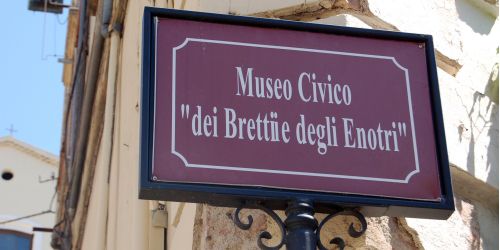 Museo Civico
"dei Brettii e degli Enotri"